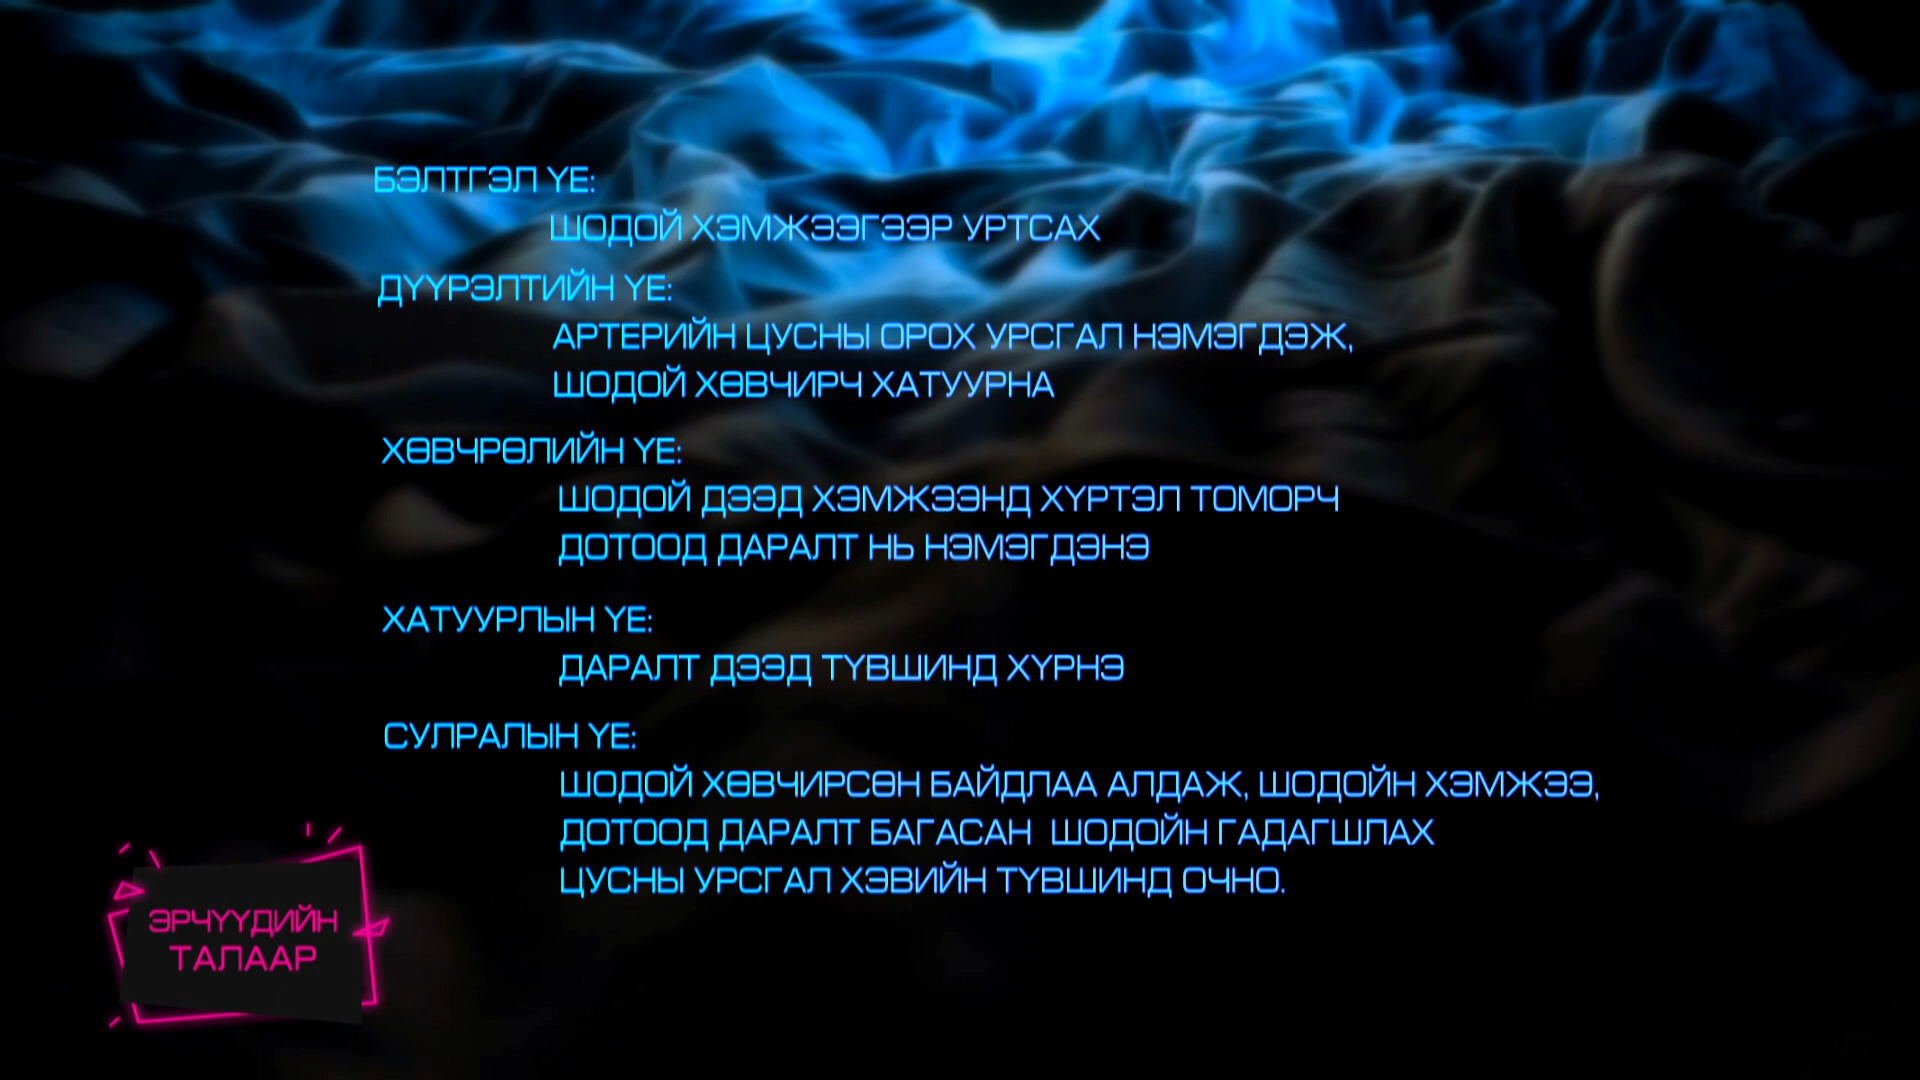 БЭЛТГЭЛ ҮЕ:
ШОДОЙ ХЭМЖЭЭГЭЭР УРТСАХ
ДҮҮРЭЛТИЙН ҮЕ:
АРТЕРИЙН ЦУСНЫ ОРОХ УРСГАЛ НЭМЭГДЭЖ,
ШОДОЙ ХӨВЧИРЧ ХАТУУРНА
ХӨВЧРӨЛИЙН ҮЕ:
ШОДОЙ ДЭЭД ХЭМЖЭЭНД ХҮРТЭЛ ТОМОРЧ
ДОТООД ДАРАЛТ НЬ НЭМЭГДЭНЭ
ХАТУУРЛЫН ҮЕ:
ДАРАЛТ ДЭЭД ТҮВШИНД ХҮРНЭ
СУЛРАЛЫН ҮЕ:
ШОДОЙ ХӨВЧИРСӨН БАЙДЛАА АЛДАЖ, ШОДОЙН ХЭМЖЭЭ,
ДОТООД ДАРАЛТ БАГАСАН ШОДОЙН ГАДАГШЛАХ
ЦУСНЫ УРСГАЛ ХЭВИЙН ТҮВШИНД ОЧНО.
ЭРЧҮҮДИЙН
ТАЛААР